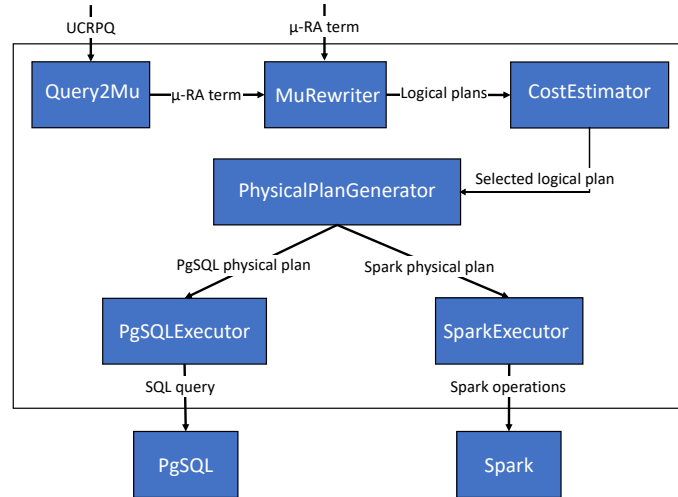 UCRPQ
μ-RA term
Query2Mu
μ-RA term
MuRewriter
Logical plans
CostEstimator
Selected logical plan
PhysicalPlanGenerator
PgSQL physical plan
Spark physical plan
PgSQLExecutor
SparkExecutor
SQL query
Spark operations
PgSQL
Spark